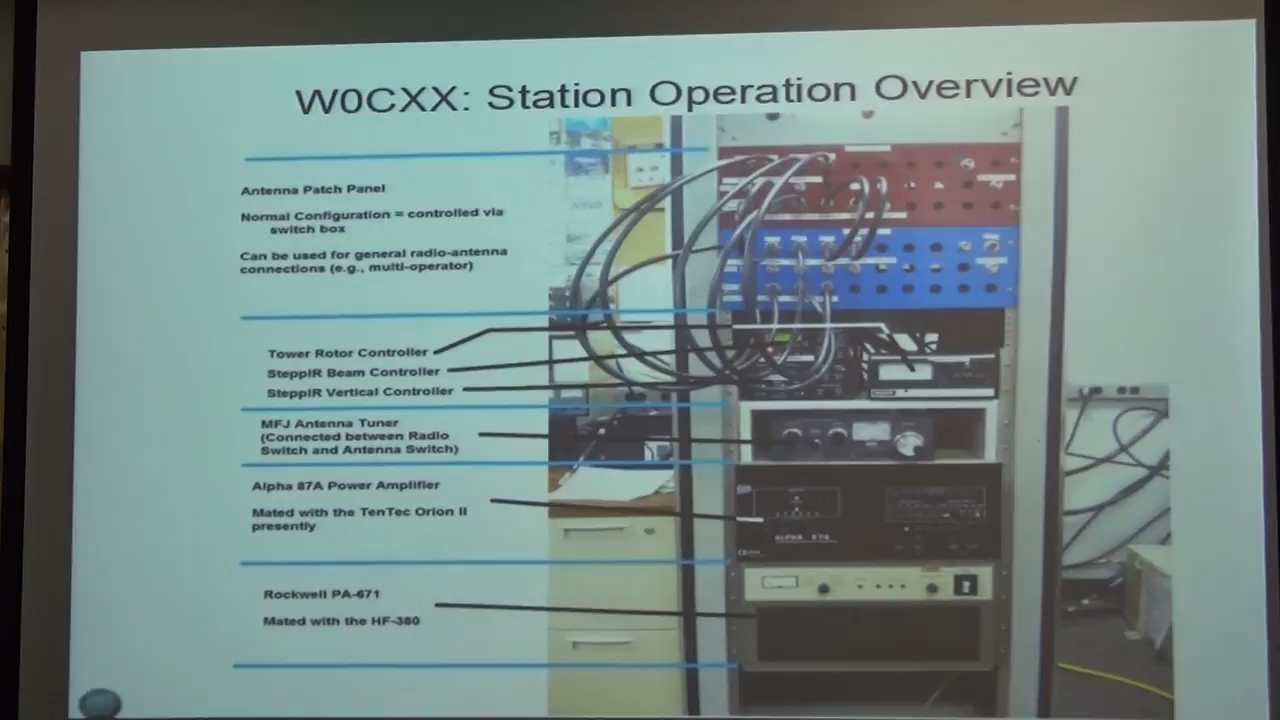 W0CXX: Station Operation Overview
Antenna Patch Panel
Normal Configuration = controlled via
switch box
Can be used for general radio-antenna
connections (e.g., multi-operator)
Tower Rotor Controller
SteppIR Beam Controller
SteppIR Vertical Controller
MFJ Antenna Tuner
(Connected between Radio
Switch and Antenna Switch)
Alpha 87A Power Amplifier
Mated with the TenTec Orion II
presently
ALPHA 87A
Rockwell PA-671
Mated with the HF-380